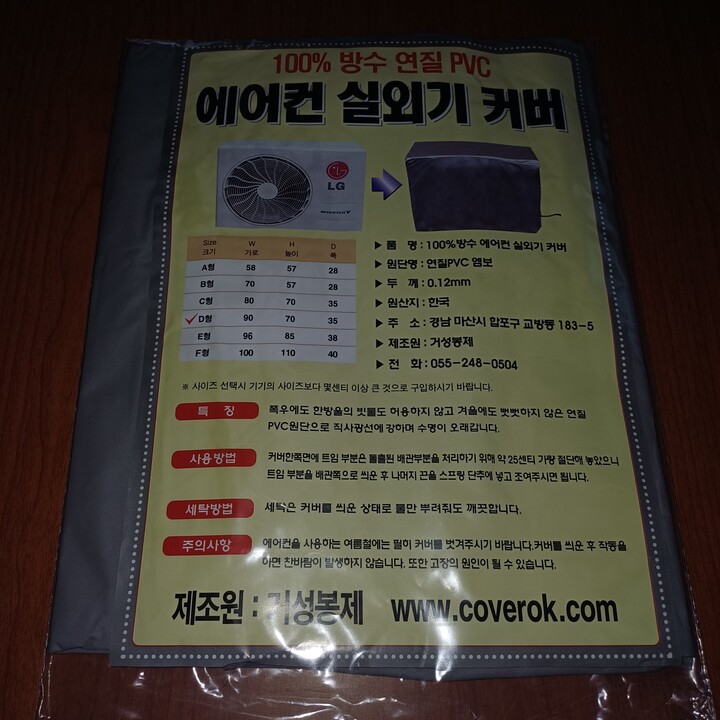 100% 방수 연질 PVC
에어컨 실외기 커버
LG
WHISEN
Size 크기 W 가로 H 높이 D 폭
A형 58 57 28
B형 70 57 28
C형 80 70 35
✓D형 90 70 35
E형 96 85 38
F형 100 110 40
▶ 품 명 : 100%방수 에어컨 실외기 커버
▶ 원단명 : 연질PVC 엠보
▶ 두 께 : 0.12mm
▶ 원산지 : 한국
▶ 주 소 : 경남 마산시 합포구 교방동 183-5
▶ 제조원 : 거성봉제
▶ 전 화 : 055-248-0504
※ 사이즈 선택시 기기의 사이즈보다 몇센티 이상 큰 것으로 구입하시기 바랍니다.
특 징
폭우에도 한방울의 빗물도 허용하지 않고 겨울에도 뻣뻣하지 않은 연질
PVC원단으로 직사광선에 강하며 수명이 오래갑니다.
사용방법
커버한쪽면에 트임 부분은 돌출된 배관부분을 처리하기 위해 약 25센티 가량 절단해 놓았으니
트임 부분을 배관쪽으로 씌운 후 나머지 끈을 스프링 단추에 넣고 조여주시면 됩니다.
세탁방법
세탁은 커버를 씌운 상태로 물만 뿌려줘도 깨끗합니다.
주의사항
에어컨을 사용하는 여름철에는 필히 커버를 벗겨주시기 바랍니다.커버를 씌운 후 작동을
하면 찬바람이 발생하지 않습니다. 또한 고장의 원인이 될 수 있습니다.
제조원 : 거성봉제 www.coverok.com